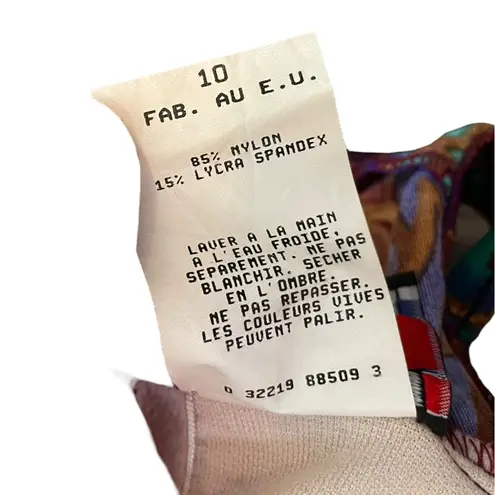 10
FAB. AU E.U.
85% NYLON
15% LYCRA SPANDEX
LAVER A LA MAIN
A L'EAU FROIDE,
SEPAREMENT. NE PAS
BLANCHIR. SECHER
EN L'OMBRE.
NE PAS REPASSER.
LES COULEURS VIVES
PEUVENT PALIR.
0 32219 88509 3